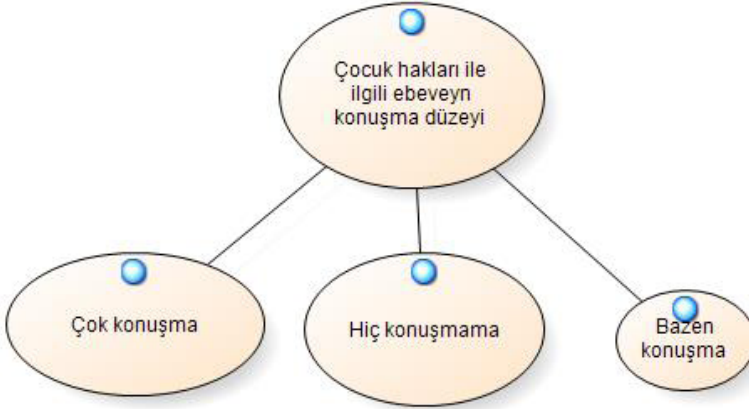 Çocuk hakları ile
ilgili ebeveyn
konuşma düzeyi
Çok konuşma
Hiç konuşmama
Bazen
konuşma